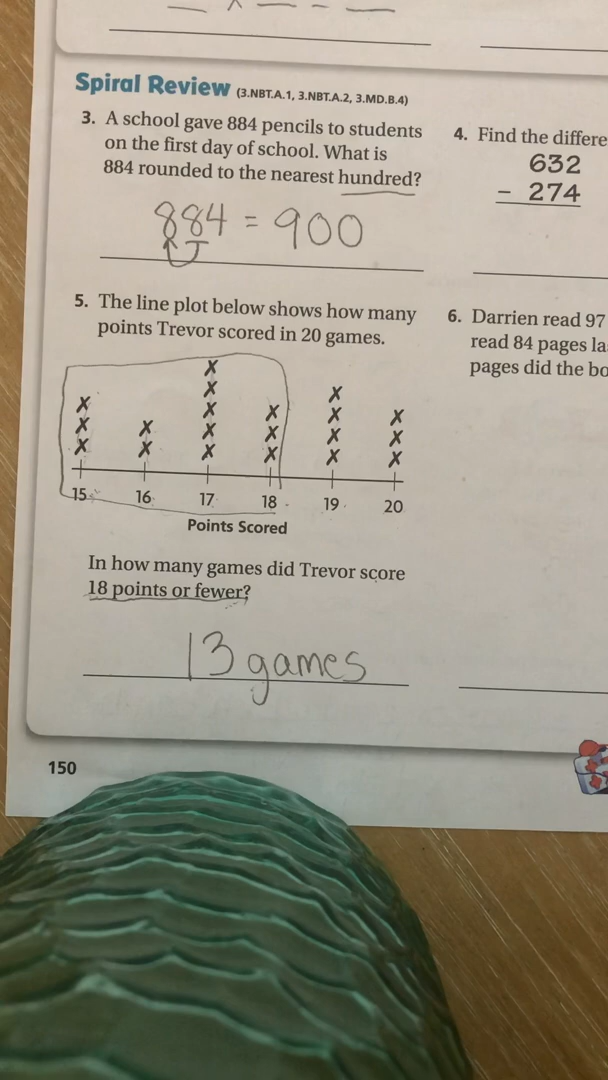 Spiral Review (3.NBT.A.1, 3.NBT.A.2, 3.MD.B.4)
3. A school gave 884 pencils to students
on the first day of school. What is
884 rounded to the nearest hundred?
884 = 900
4. Find the differe
632
- 274
5. The line plot below shows how many
points Trevor scored in 20 games.
15 16 17 18 19 20
Points Scored
In how many games did Trevor score
18 points or fewer?
13 games
6. Darrien read 97
read 84 pages la
pages did the bo
150